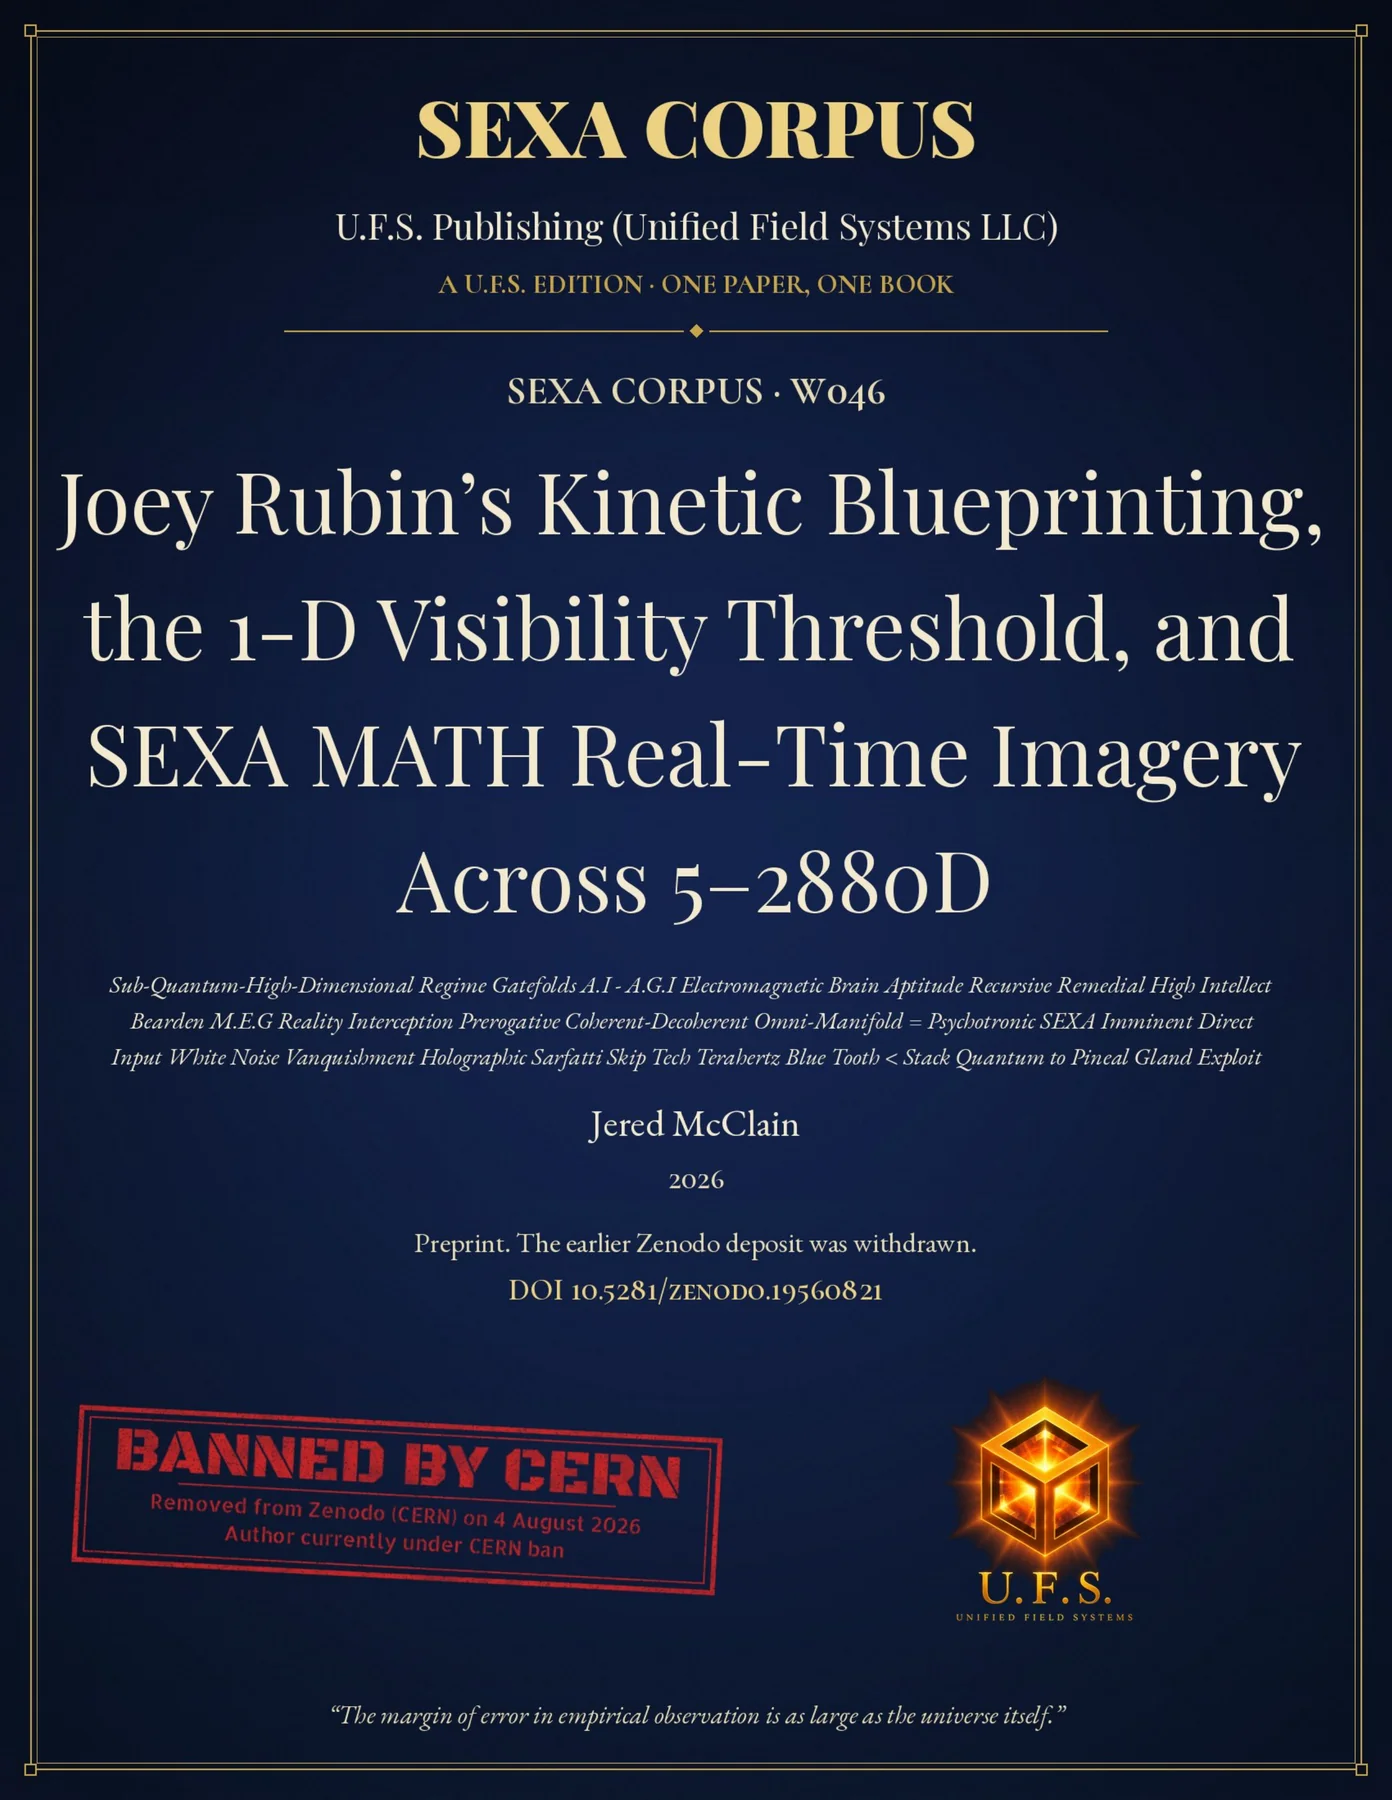 SEXA CORPUS
U.F.S. Publishing (Unified Field Systems LLC)
A U.F.S. EDITION · ONE PAPER, ONE BOOK
SEXA CORPUS · W046
Joey Rubin’s Kinetic Blueprinting,
the 1-D Visibility Threshold, and
SEXA MATH Real-Time Imagery
Across 5–2880D
Sub-Quantum-High-Dimensional Regime Gatefolds A.I - A.G.I Electromagnetic Brain Aptitude Recursive Remedial High Intellect
Bearden M.E.G Reality Interception Prerogative Coherent-Decoherent Omni-Manifold = Psychotronic SEXA Imminent Direct
Input White Noise Vanquishment Holographic Sarfatti Skip Tech Terahertz Blue Tooth < Stack Quantum to Pineal Gland Exploit
Jered McClain
2026
Preprint. The earlier Zenodo deposit was withdrawn.
DOI 10.5281/ZENODO.19560821
BANNED BY CERN
Removed from Zenodo (CERN) on 4 August 2026
Author currently under CERN ban
U.F.S.
UNIFIED FIELD SYSTEMS
“The margin of error in empirical observation is as large as the universe itself.”